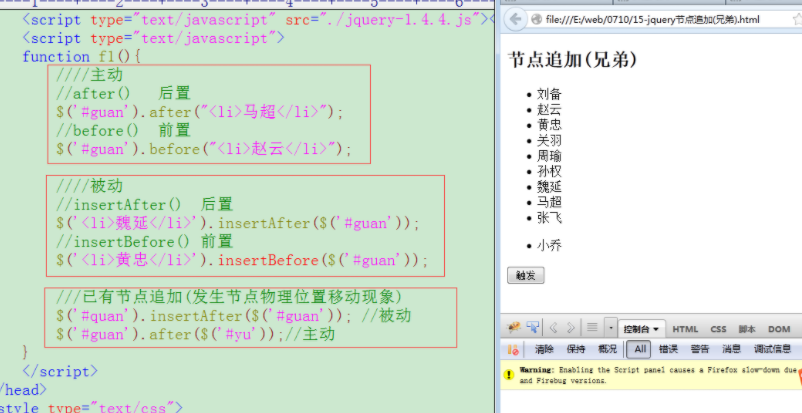 ----1----+----2----+----3----+----4----+----5----+----6--
<script type="text/javascript" src="./jquery-1.4.4.js"><
<script type="text/javascript">
function f1(){
////主动
//after() 后置
$('#guan').after("<li>马超</li>");
//before() 前置
$('#guan').before("<li>赵云</li>");
////被动
//insertAfter() 后置
$('<li>魏延</li>').insertAfter($('#guan'));
//insertBefore() 前置
$('<li>黄忠</li>').insertBefore($('#guan'));
///已有节点追加(发生节点物理位置移动现象)
$('#quan').insertAfter($('#guan')); //被动
$('#guan').after($('#yu'));//主动
}
</script>
/head>
style type="text/css">
file:///E:/web/0710/15-jquery节点追加(兄弟).html
节点追加(兄弟)
刘备
赵云
黄忠
关羽
周瑜
孙权
魏延
马超
张飞
小乔
触发
控制台 HTML CSS 脚本 DOM
清除 保持 概况 All 错误 警告 消息 调试信息
Warning: Enabling the Script panel causes a Firefox slow-down due
and Firebug versions.